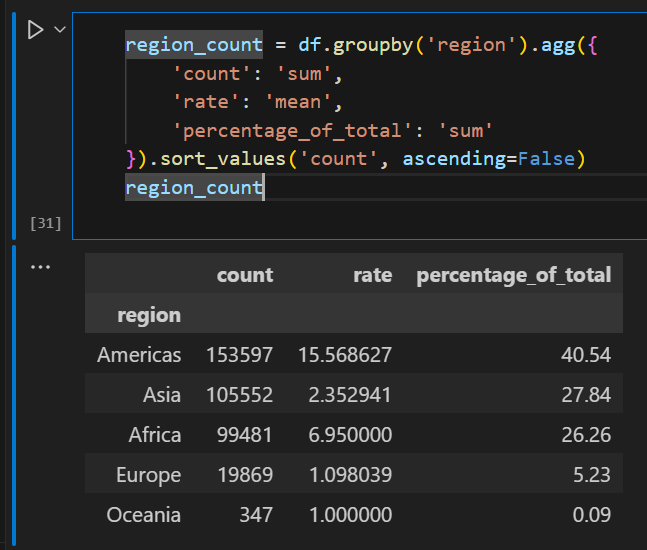 region_count = df.groupby('region').agg({
'count': 'sum',
'rate': 'mean',
'percentage_of_total': 'sum'
}).sort_values('count', ascending=False)
region_count
[31]
...
count rate percentage_of_total
region
Americas 153597 15.568627 40.54
Asia 105552 2.352941 27.84
Africa 99481 6.950000 26.26
Europe 19869 1.098039 5.23
Oceania 347 1.000000 0.09